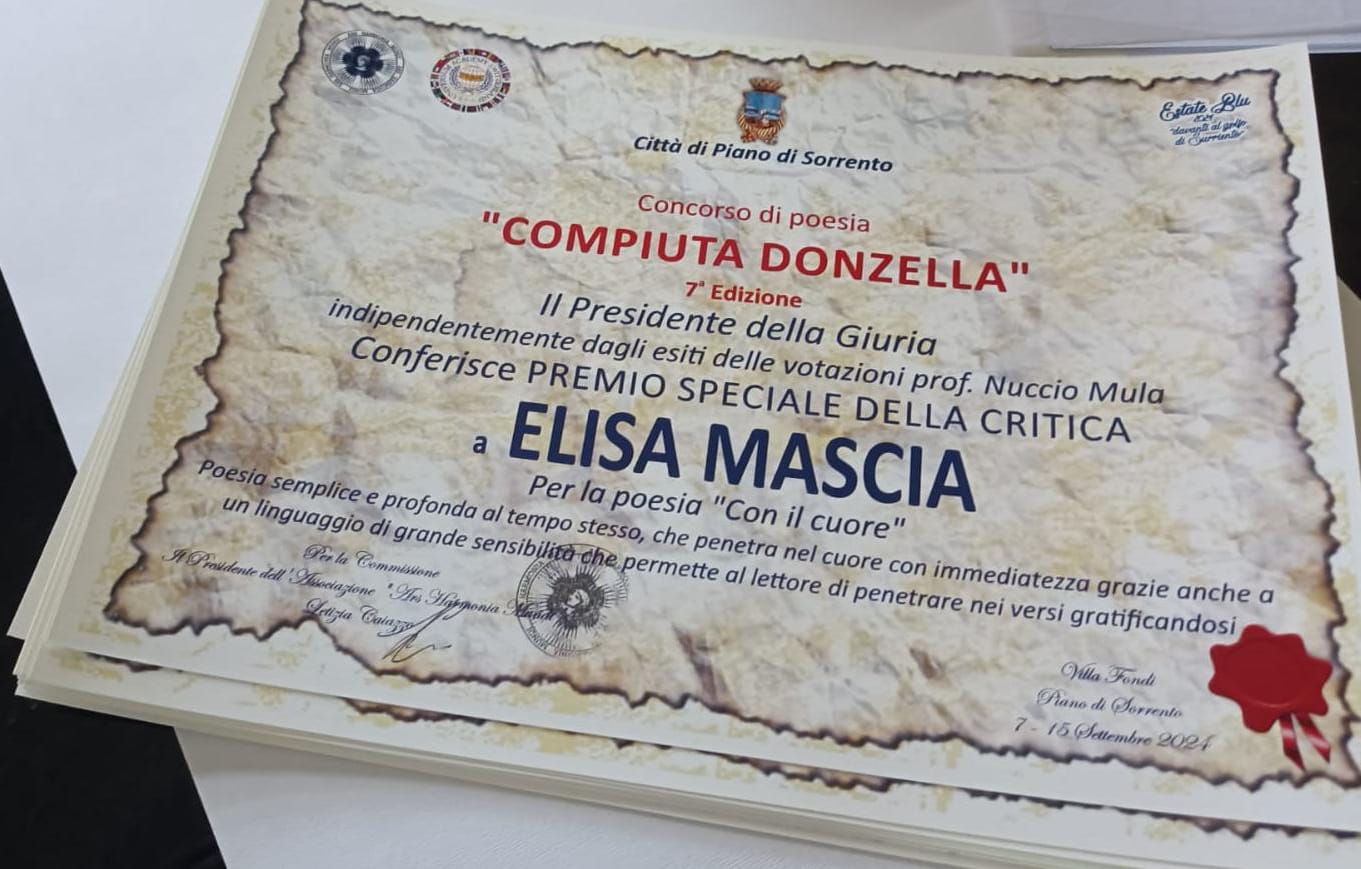 Estate Blu
2024
"davanti al golfo
di Surriento"
Città di Piano di Sorrento
Concorso di poesia
"COMPIUTA DONZELLA"
7ª Edizione
Il Presidente della Giuria
indipendentemente dagli esiti delle votazioni prof. Nuccio Mula
Conferisce PREMIO SPECIALE DELLA CRITICA
a ELISA MASCIA
Per la poesia "Con il cuore"
Poesia semplice e profonda al tempo stesso, che penetra nel cuore con immediatezza grazie anche a
un linguaggio di grande sensibilità che permette al lettore di penetrare nei versi gratificandosi
Per la Commissione
Il Presidente dell'Associazione "Ars Harmonia Mundi
Letizia Caiazzo
Villa Fondi
Piano di Sorrento
7 - 15 Settembre 2024